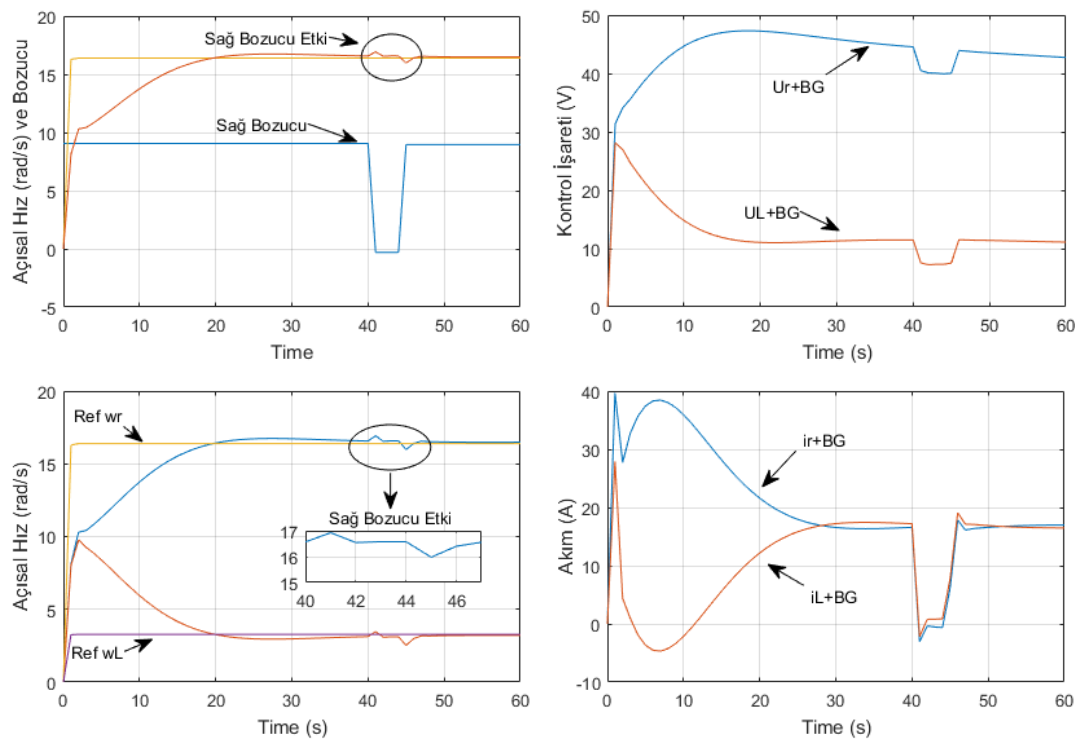 Açısal Hız (rad/s) ve Bozucu
20
15
10
5
0
-5
Sağ Bozucu Etki
Sağ Bozucu
0 10 20 30 40 50 60
Time
Kontrol İşareti (V)
50
40
30
20
10
0
Ur+BG
UL+BG
0 10 20 30 40 50 60
Time (s)
Açısal Hız (rad/s)
20
15
10
5
0
Ref wr
Sağ Bozucu Etki
17
16
15
40 42 44 46
Ref wL
0 10 20 30 40 50 60
Time (s)
Akım (A)
40
30
20
10
0
-10
ir+BG
iL+BG
0 10 20 30 40 50 60
Time (s)